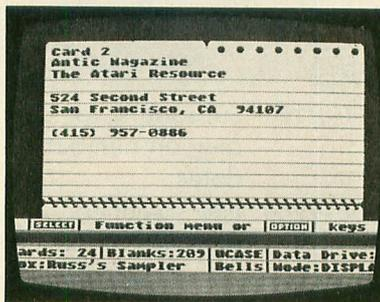 Card 2
Antic Magazine
The Atari Resource
524 Second Street
San Francisco, CA 94107
(415) 957-0886
SELECT Function menu or OPTION keys
ards: 24 Blanks:209 UCASE Data Drive:
ox:Russ's Sampler Bells Mode:DISPL